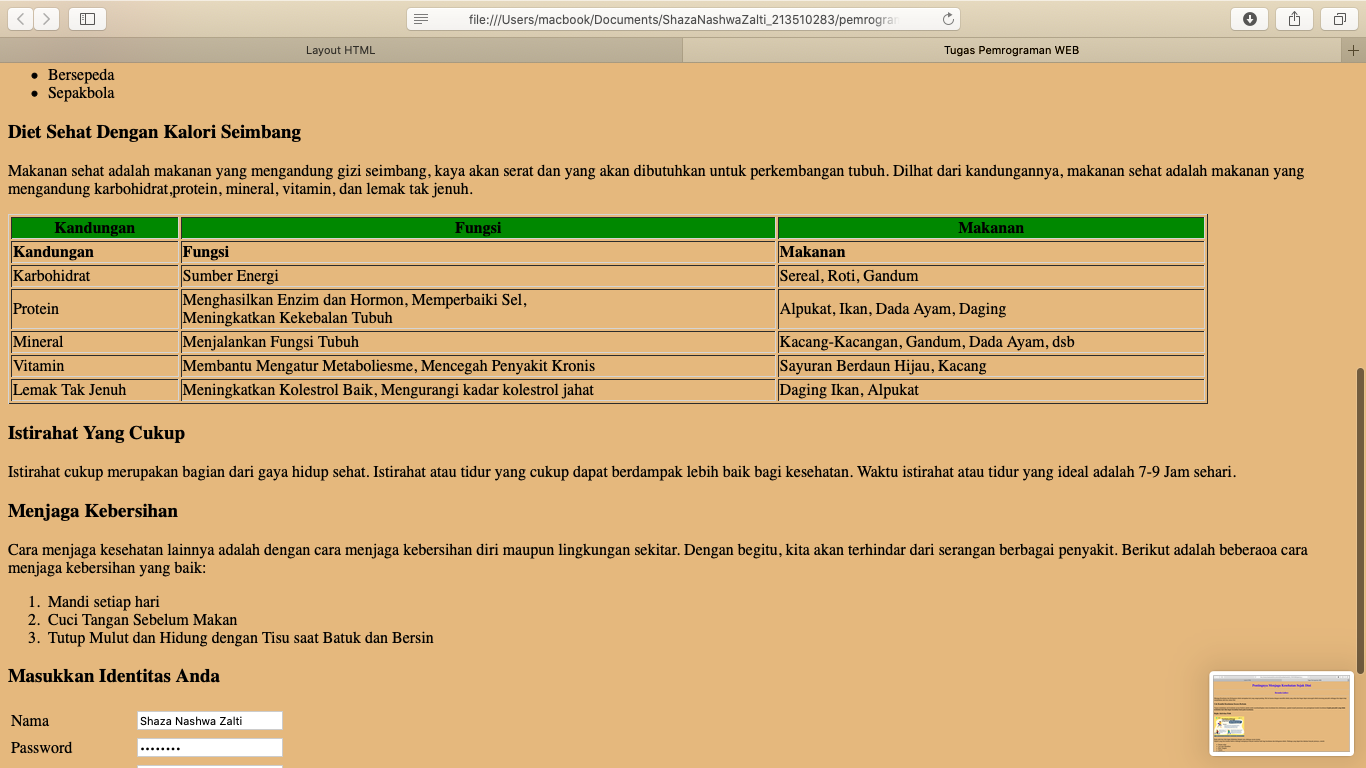 file:///Users/macbook/Documents/ShazaNashwaZalti_213510283/pemrogra
Layout HTML
Tugas Pemrograman WEB
Bersepeda
Sepakbola
Diet Sehat Dengan Kalori Seimbang
Makanan sehat adalah makanan yang mengandung gizi seimbang, kaya akan serat dan yang akan dibutuhkan untuk perkembangan tubuh. Dilhat dari kandungannya, makanan sehat adalah makanan yang
mengandung karbohidrat,protein, mineral, vitamin, dan lemak tak jenuh.
Kandungan Fungsi Makanan
Kandungan Fungsi Makanan
Karbohidrat Sumber Energi Sereal, Roti, Gandum
Protein Menghasilkan Enzim dan Hormon, Memperbaiki Sel,
Meningkatkan Kekebalan Tubuh Alpukat, Ikan, Dada Ayam, Daging
Mineral Menjalankan Fungsi Tubuh Kacang-Kacangan, Gandum, Dada Ayam, dsb
Vitamin Membantu Mengatur Metaboliesme, Mencegah Penyakit Kronis Sayuran Berdaun Hijau, Kacang
Lemak Tak Jenuh Meningkatkan Kolestrol Baik, Mengurangi kadar kolestrol jahat Daging Ikan, Alpukat
Istirahat Yang Cukup
Istirahat cukup merupakan bagian dari gaya hidup sehat. Istirahat atau tidur yang cukup dapat berdampak lebih baik bagi kesehatan. Waktu istirahat atau tidur yang ideal adalah 7-9 Jam sehari.
Menjaga Kebersihan
Cara menjaga kesehatan lainnya adalah dengan cara menjaga kebersihan diri maupun lingkungan sekitar. Dengan begitu, kita akan terhindar dari serangan berbagai penyakit. Berikut adalah beberaoa cara
menjaga kebersihan yang baik:
1. Mandi setiap hari
2. Cuci Tangan Sebelum Makan
3. Tutup Mulut dan Hidung dengan Tisu saat Batuk dan Bersin
Masukkan Identitas Anda
Nama Shaza Nashwa Zalti
Password ••••••••